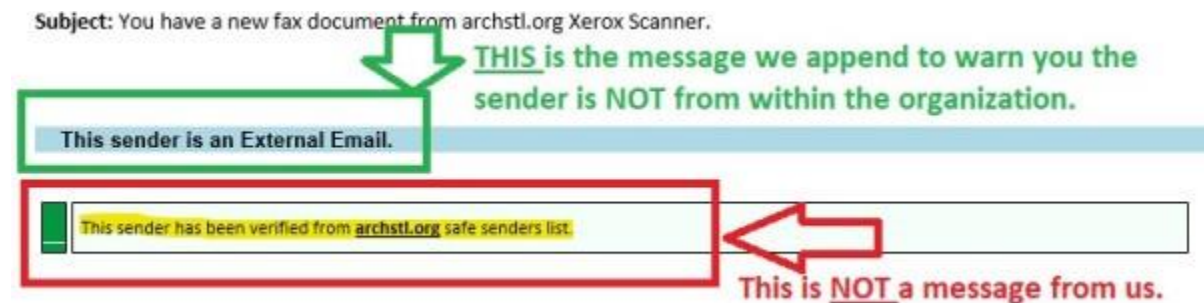 Subject: You have a new fax document from archstl.org Xerox Scanner.
THIS is the message we append to warn you the
sender is NOT from within the organization.
This sender is an External Email.
This sender has been verified from archstl.org safe senders list.
This is NOT a message from us.